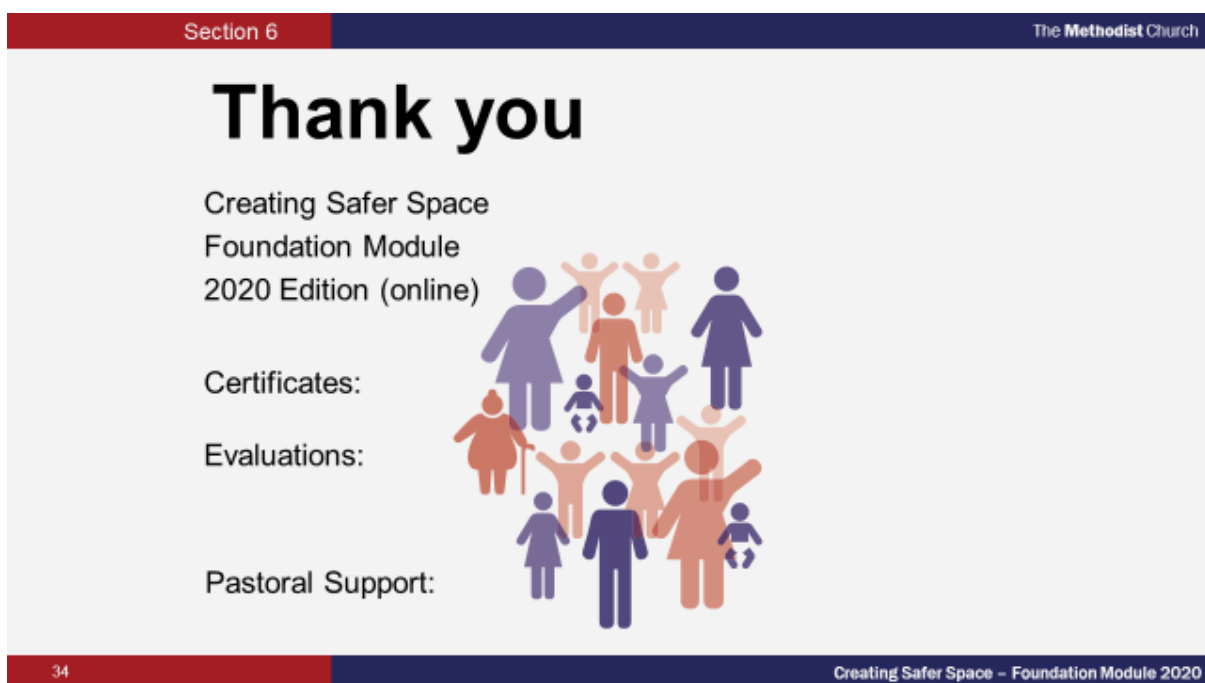 Section 6
The Methodist Church
Thank you
Creating Safer Space
Foundation Module
2020 Edition (online)
Certificates:
Evaluations:
Pastoral Support:
34
Creating Safer Space – Foundation Module 2020